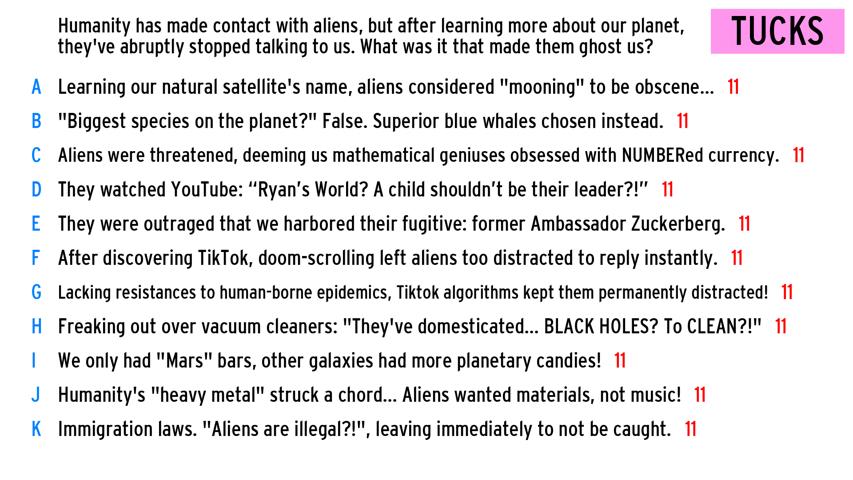 Humanity has made contact with aliens, but after learning more about our planet,
they've abruptly stopped talking to us. What was it that made them ghost us?
TUCKS
A Learning our natural satellite's name, aliens considered "mooning" to be obscene... 11
B "Biggest species on the planet?" False. Superior blue whales chosen instead. 11
C Aliens were threatened, deeming us mathematical geniuses obsessed with NUMBERed currency. 11
D They watched YouTube: “Ryan’s World? A child shouldn’t be their leader?!” 11
E They were outraged that we harbored their fugitive: former Ambassador Zuckerberg. 11
F After discovering TikTok, doom-scrolling left aliens too distracted to reply instantly. 11
G Lacking resistances to human-borne epidemics, Tiktok algorithms kept them permanently distracted! 11
H Freaking out over vacuum cleaners: "They've domesticated... BLACK HOLES? To CLEAN?!" 11
I We only had "Mars" bars, other galaxies had more planetary candies! 11
J Humanity's "heavy metal" struck a chord... Aliens wanted materials, not music! 11
K Immigration laws. "Aliens are illegal?!", leaving immediately to not be caught. 11